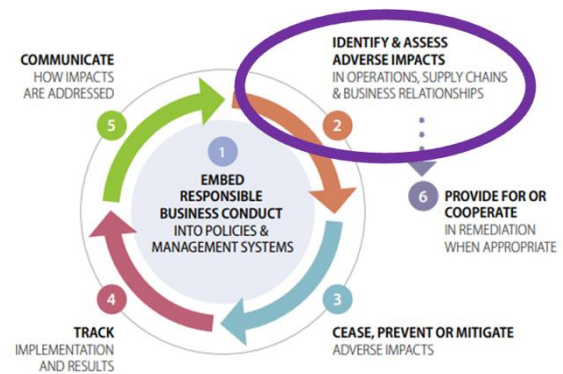 1
EMBED
RESPONSIBLE
BUSINESS CONDUCT
INTO POLICIES &
MANAGEMENT SYSTEMS
2
IDENTIFY & ASSESS
ADVERSE IMPACTS
IN OPERATIONS, SUPPLY CHAINS
& BUSINESS RELATIONSHIPS
3
CEASE, PREVENT OR MITIGATE
ADVERSE IMPACTS
4
TRACK
IMPLEMENTATION
AND RESULTS
5
COMMUNICATE
HOW IMPACTS
ARE ADDRESSED
6
PROVIDE FOR OR
COOPERATE
IN REMEDIATION
WHEN APPROPRIATE